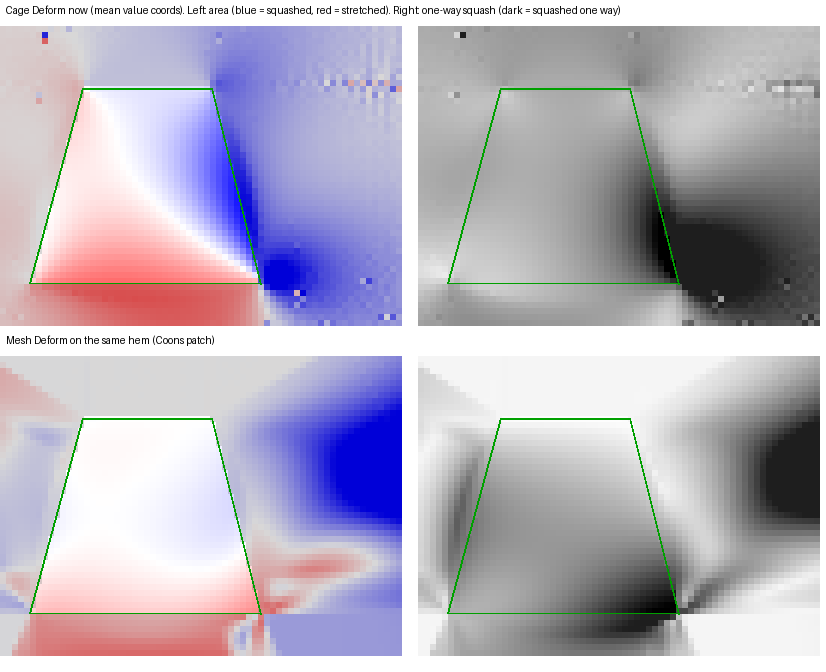 Cage Deform now (mean value coords). Left area (blue = squashed, red = stretched). Right one-way squash (dark = squashed one way)
Mesh Deform on the same hem (Coons patch)